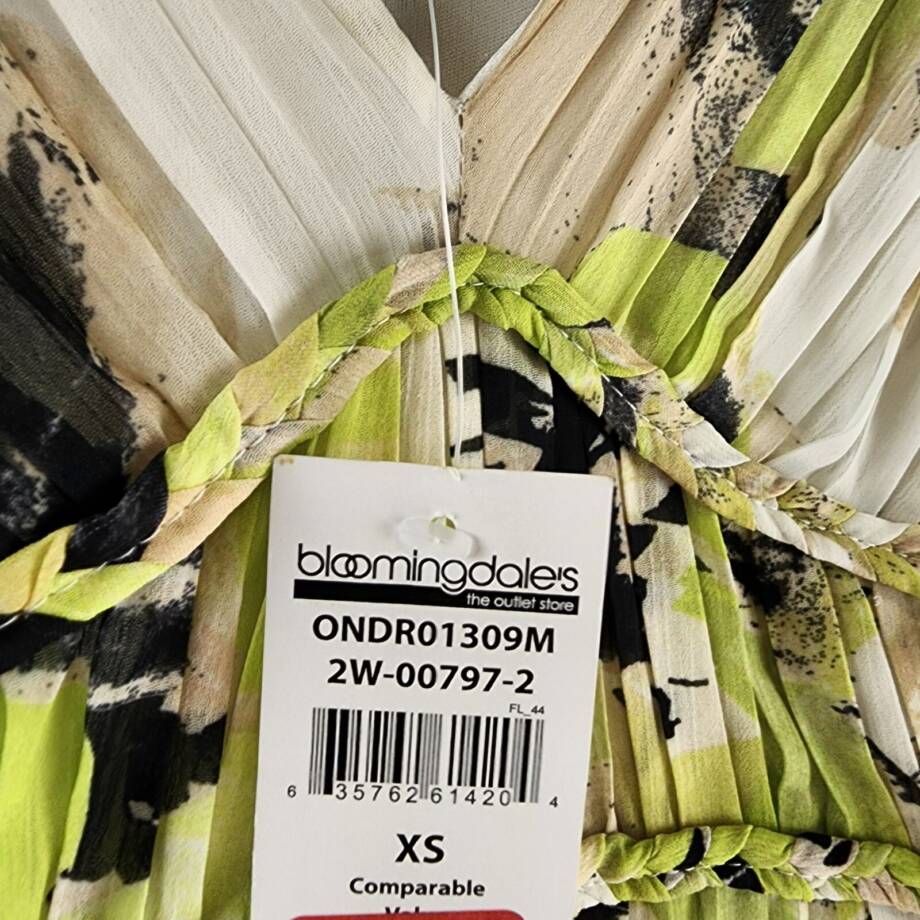 bloomingdale's
the outlet store
ONDR01309M
2W-00797-2
FL_44
6 35762 61420 4
XS
Comparable